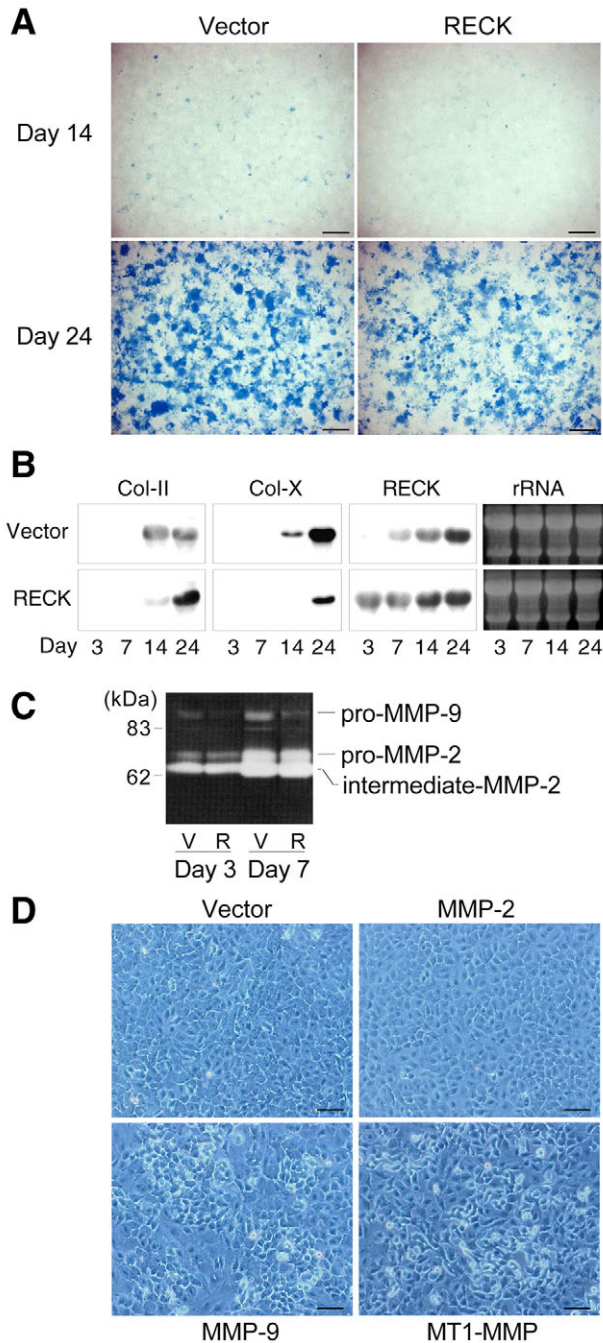 A
Vector RECK
Day 14
Day 24
B
Col-II Col-X RECK rRNA
Vector
RECK
Day 3 7 14 24 3 7 14 24 3 7 14 24 3 7 14 24
C
(kDa)
83
62
pro-MMP-9
pro-MMP-2
intermediate-MMP-2
V R V R
Day 3 Day 7
D
Vector MMP-2
MMP-9 MT1-MMP